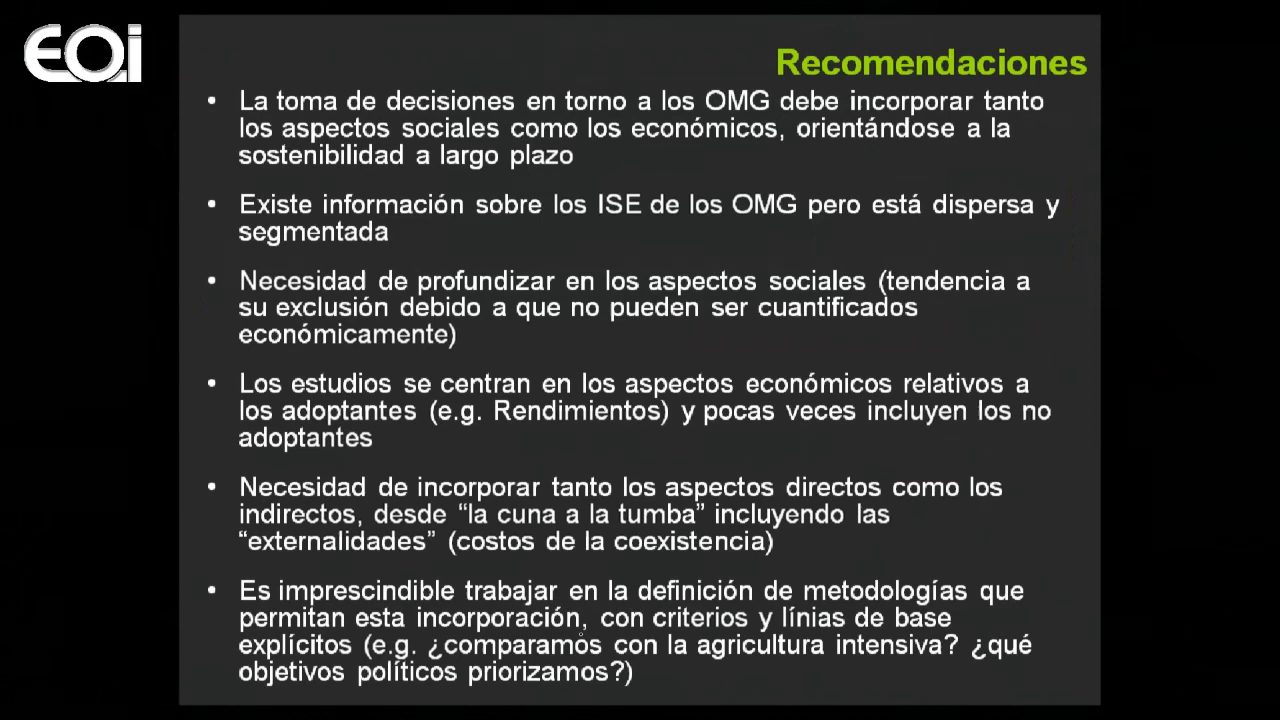 EOi
Recomendaciones
• La toma de decisiones en torno a los OMG debe incorporar tanto
los aspectos sociales como los económicos, orientándose a la
sostenibilidad a largo plazo
• Existe información sobre los ISE de los OMG pero está dispersa y
segmentada
• Necesidad de profundizar en los aspectos sociales (tendencia a
su exclusión debido a que no pueden ser cuantificados
económicamente)
• Los estudios se centran en los aspectos económicos relativos a
los adoptantes (e.g. Rendimientos) y pocas veces incluyen los no
adoptantes
• Necesidad de incorporar tanto los aspectos directos como los
indirectos, desde “la cuna a la tumba” incluyendo las
“externalidades” (costos de la coexistencia)
• Es imprescindible trabajar en la definición de metodologías que
permitan esta incorporación, con criterios y línias de base
explícitos (e.g. ¿comparamos con la agricultura intensiva? ¿qué
objetivos políticos priorizamos?)